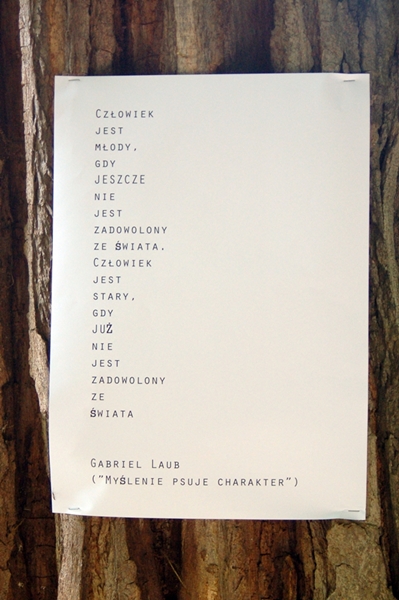 Człowiek
jest
młody,
gdy
JESZCZE
nie
jest
zadowolony
ze świata.
Człowiek
jest
stary,
gdy
JUŻ
nie
jest
zadowolony
ze
świata
Gabriel Laub
("Myślenie psuje charakter")